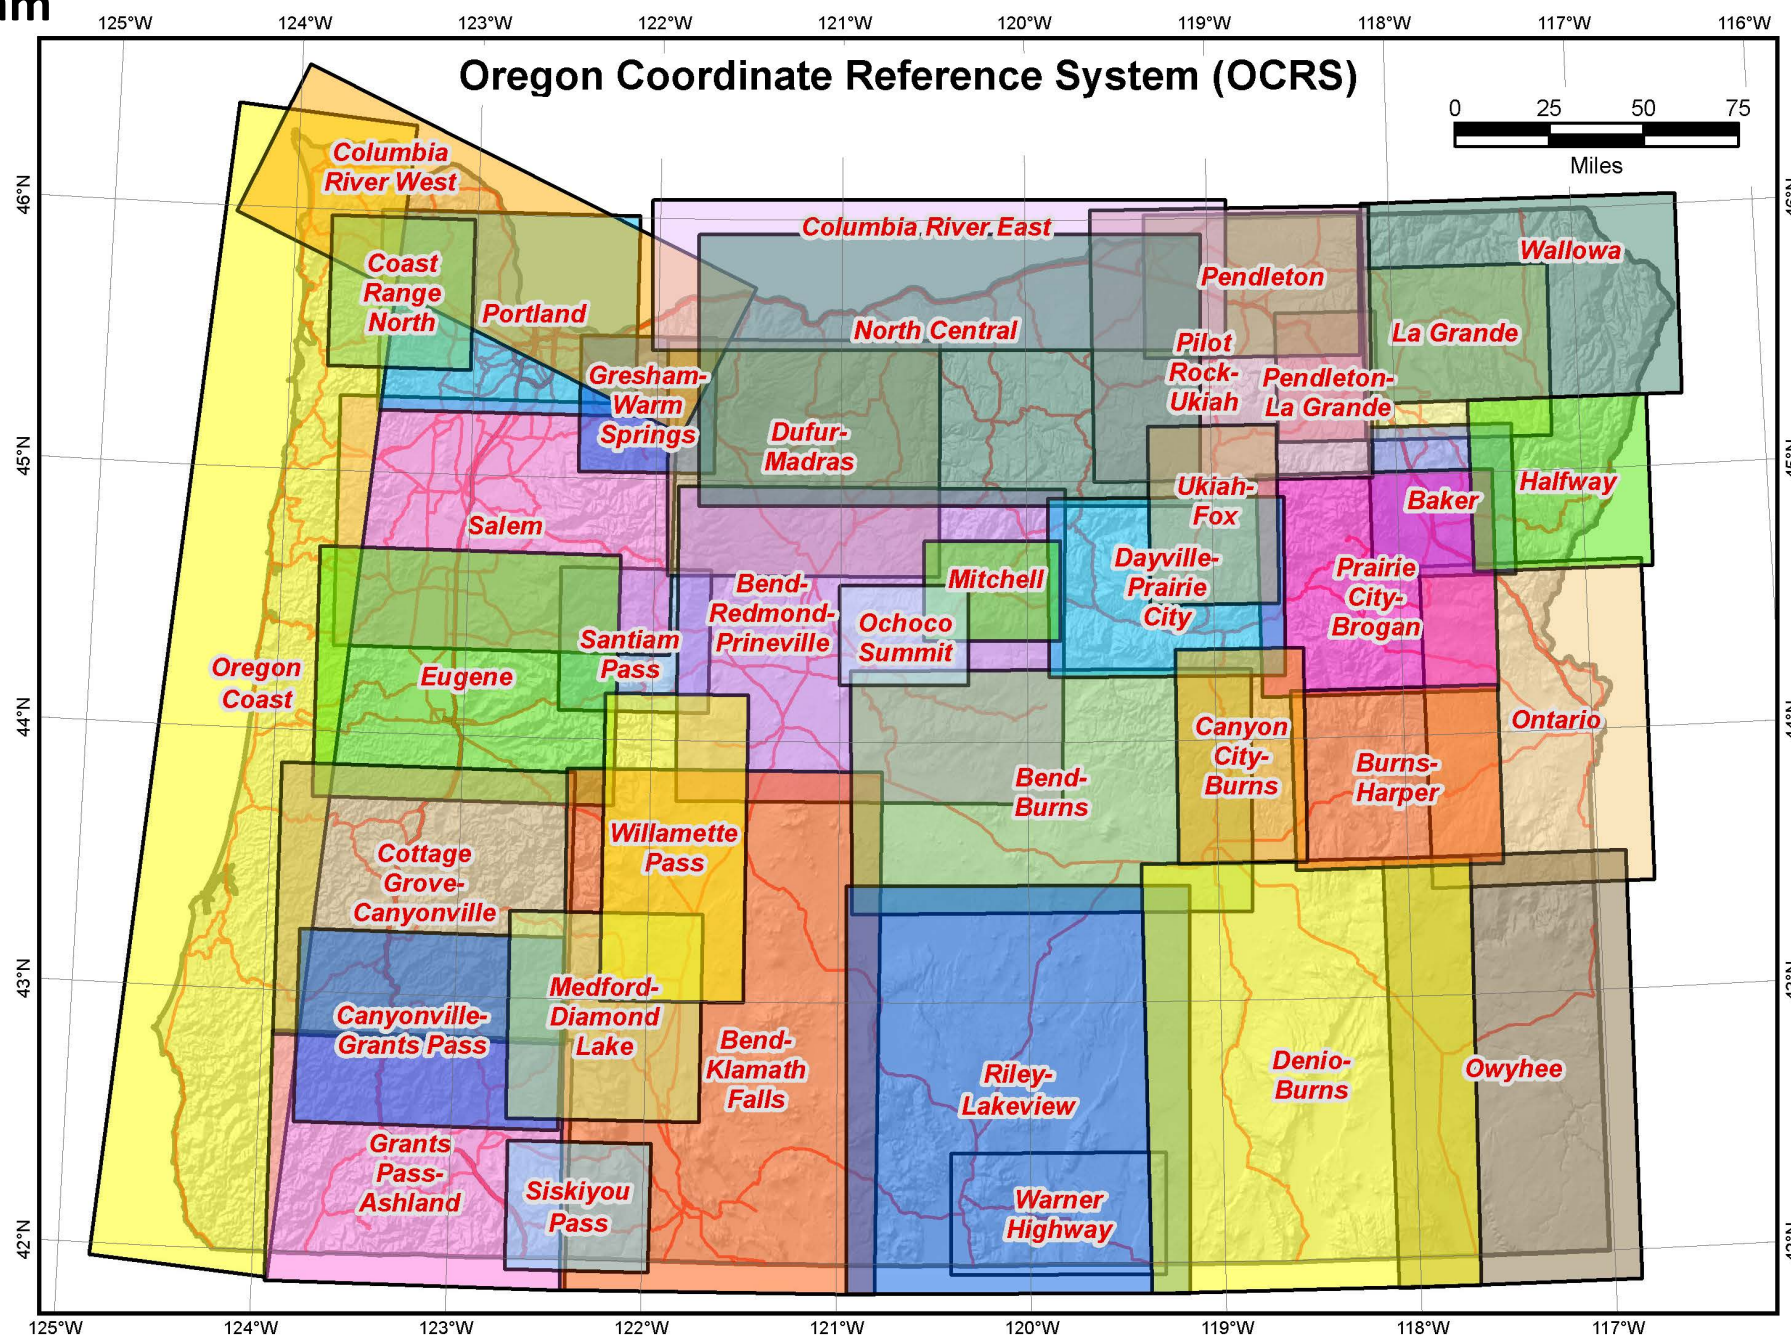 125°W 124°W 123°W 122°W 121°W 120°W 119°W 118°W 117°W 116°W
Oregon Coordinate Reference System (OCRS)
0 25 50 75
Miles
46°N
45°N
44°N
43°N
42°N
Columbia
River West
Columbia River East
Wallowa
Coast
Range
North
Portland
Pendleton
North Central
La Grande
Pilot
Rock-
Ukiah
Gresham-
Warm
Springs
Pendleton-
La Grande
Dufur-
Madras
Ukiah-
Fox
Baker
Halfway
Salem
Mitchell
Dayville-
Prairie
City
Prairie
City-
Brogan
Bend-
Redmond-
Prineville
Ochoco
Summit
Santiam
Pass
Oregon
Coast
Eugene
Canyon
City-
Burns
Ontario
Bend-
Burns
Burns-
Harper
Willamette
Pass
Cottage
Grove-
Canyonville
Medford-
Diamond
Lake
Canyonville-
Grants Pass
Bend-
Klamath
Falls
Riley-
Lakeview
Denio-
Burns
Owyhee
Grants
Pass-
Ashland
Siskiyou
Pass
Warner
Highway
125°W 124°W 123°W 122°W 121°W 120°W 119°W 118°W 117°W